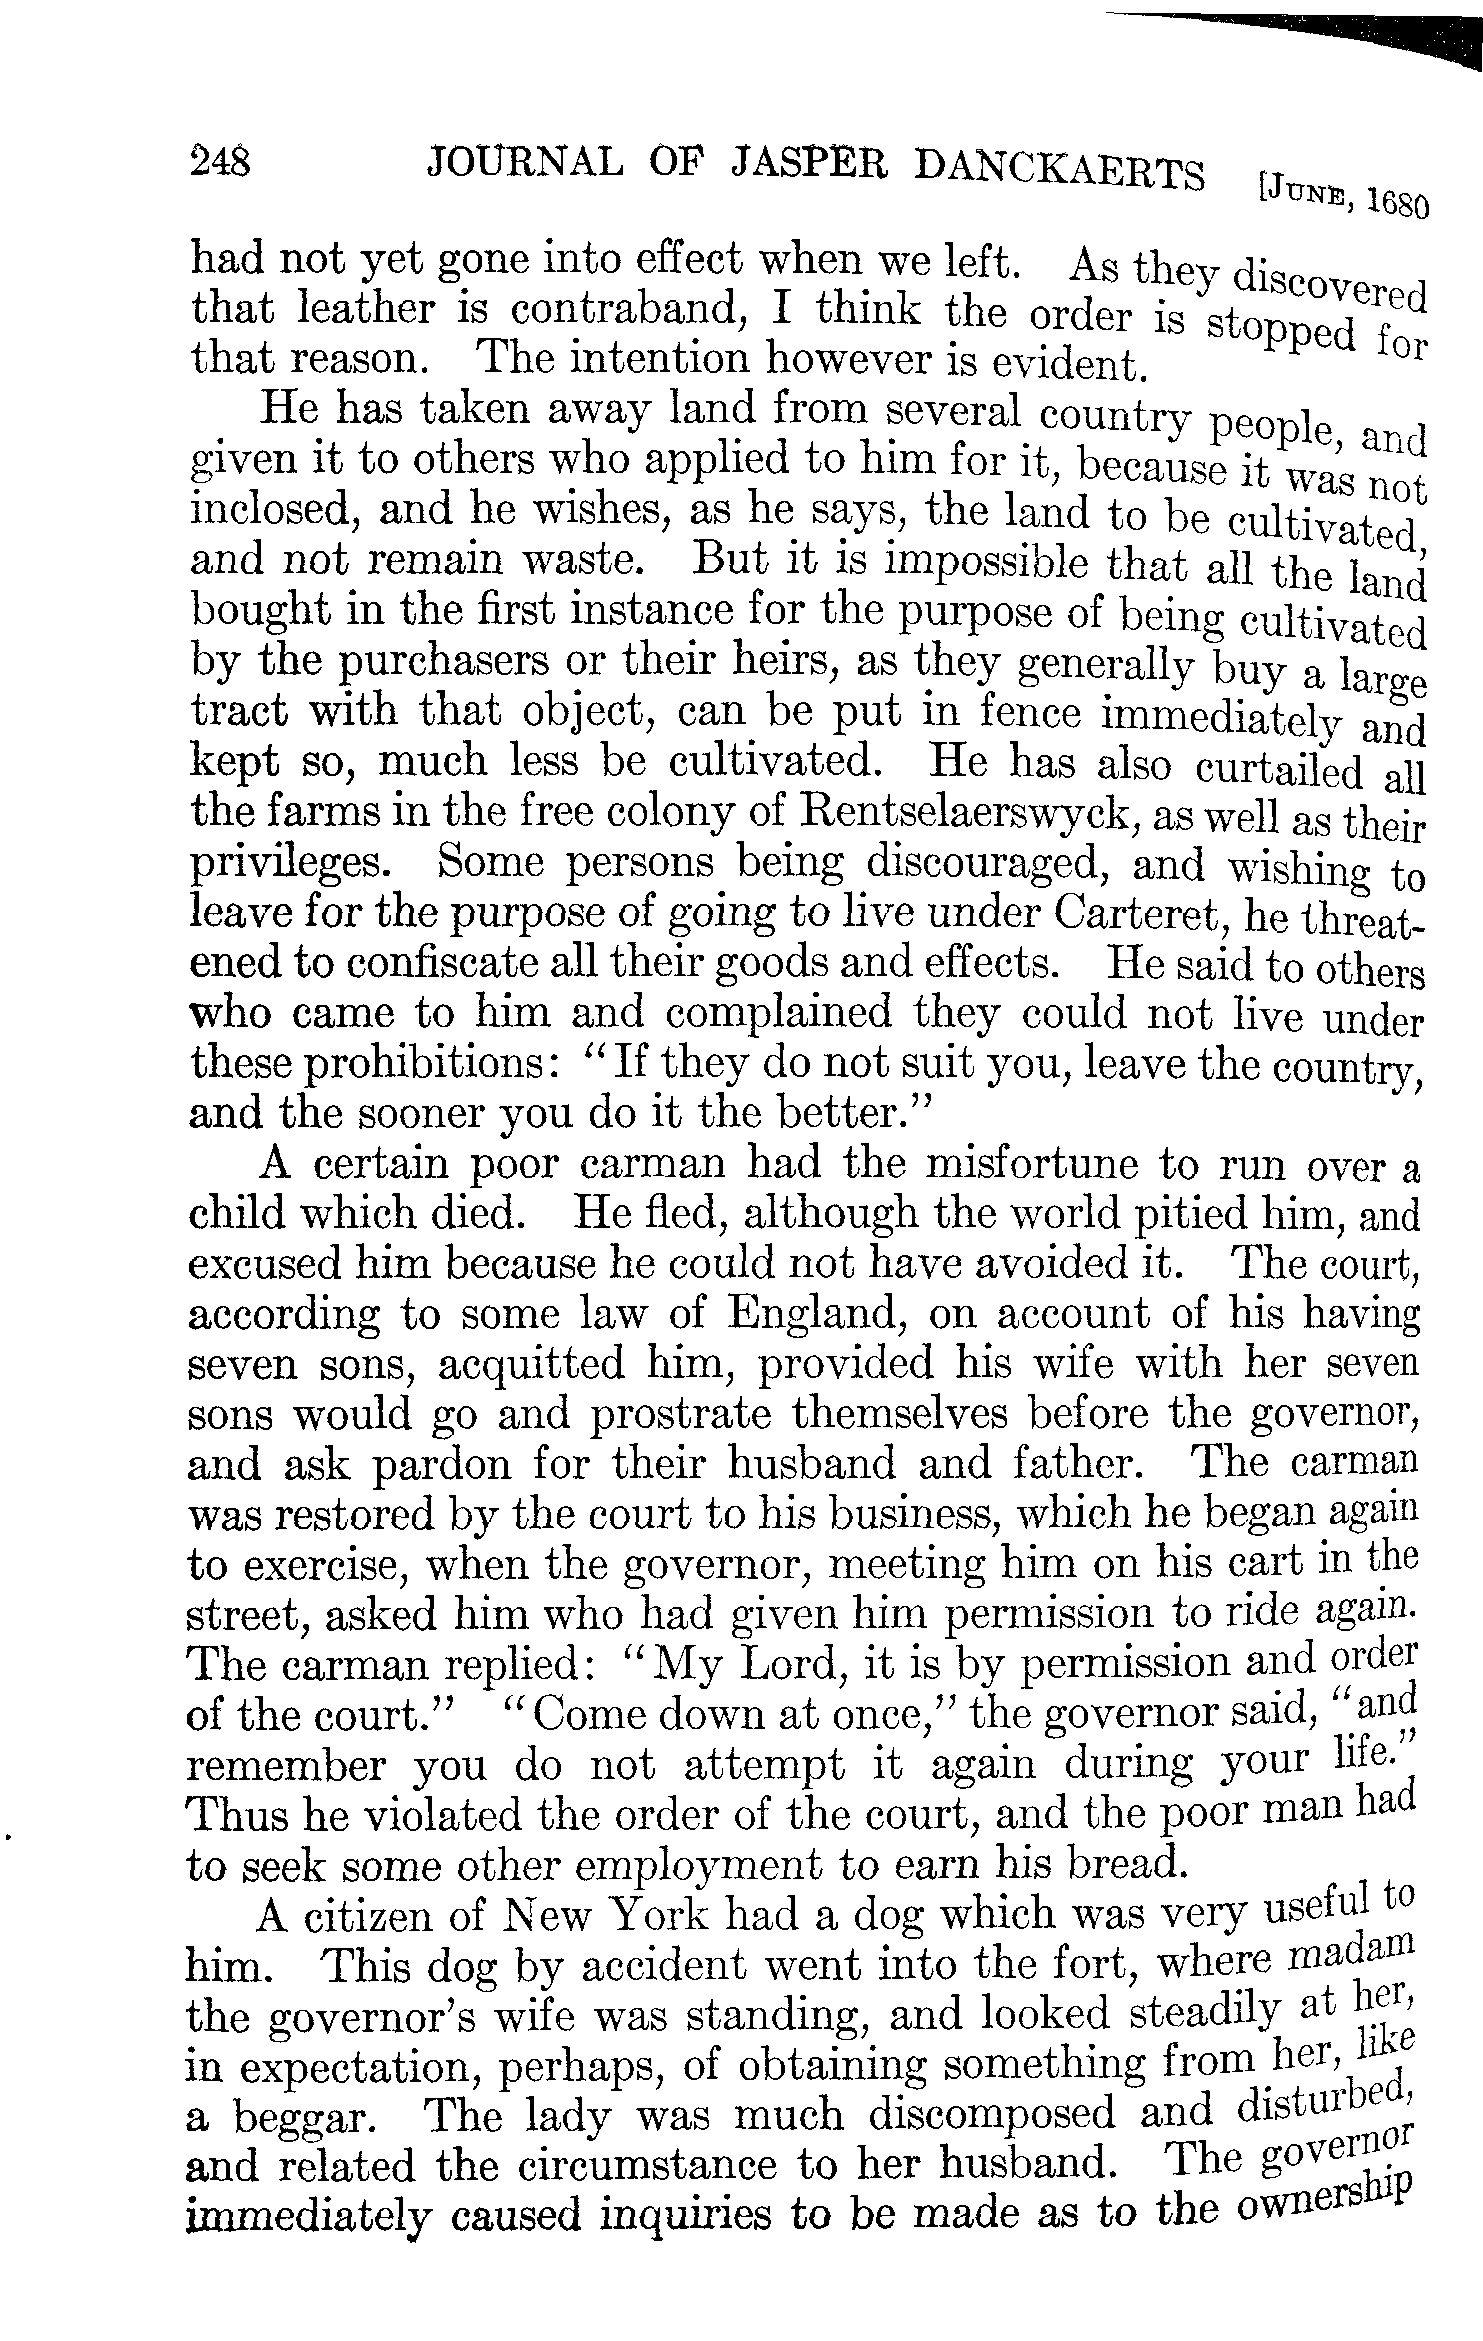 248 JOURNAL OF JASPER DANCKAERTS [JUNE, 1680
had not yet gone into effect when we left. As they discovered
that leather is contraband, I think the order is stopped for
that reason. The intention however is evident.
He has taken away land from several country people, and
given it to others who applied to him for it, because it was not
inclosed, and he wishes, as he says, the land to be cultivated,
and not remain waste. But it is impossible that all the land
bought in the first instance for the purpose of being cultivated
by the purchasers or their heirs, as they generally buy a large
tract with that object, can be put in fence immediately and
kept so, much less be cultivated. He has also curtailed all
the farms in the free colony of Rentselaerswyck, as well as their
privileges. Some persons being discouraged, and wishing to
leave for the purpose of going to live under Carteret, he threat-
ened to confiscate all their goods and effects. He said to others
who came to him and complained they could not live under
these prohibitions: "If they do not suit you, leave the country,
and the sooner you do it the better."
A certain poor carman had the misfortune to run over a
child which died. He fled, although the world pitied him, and
excused him because he could not have avoided it. The court,
according to some law of England, on account of his having
seven sons, acquitted him, provided his wife with her seven
sons would go and prostrate themselves before the governor,
and ask pardon for their husband and father. The carman
was restored by the court to his business, which he began again
to exercise, when the governor, meeting him on his cart in the
street, asked him who had given him permission to ride again.
The carman replied: "My Lord, it is by permission and order
of the court." "Come down at once," the governor said, "and
remember you do not attempt it again during your life."
Thus he violated the order of the court, and the poor man had
to seek some other employment to earn his bread.
A citizen of New York had a dog which was very useful to
him. This dog by accident went into the fort, where madam
the governor's wife was standing, and looked steadily at her,
in expectation, perhaps, of obtaining something from her, like
a beggar. The lady was much discomposed and disturbed,
and related the circumstance to her husband. The governor
immediately caused inquiries to be made as to the ownership